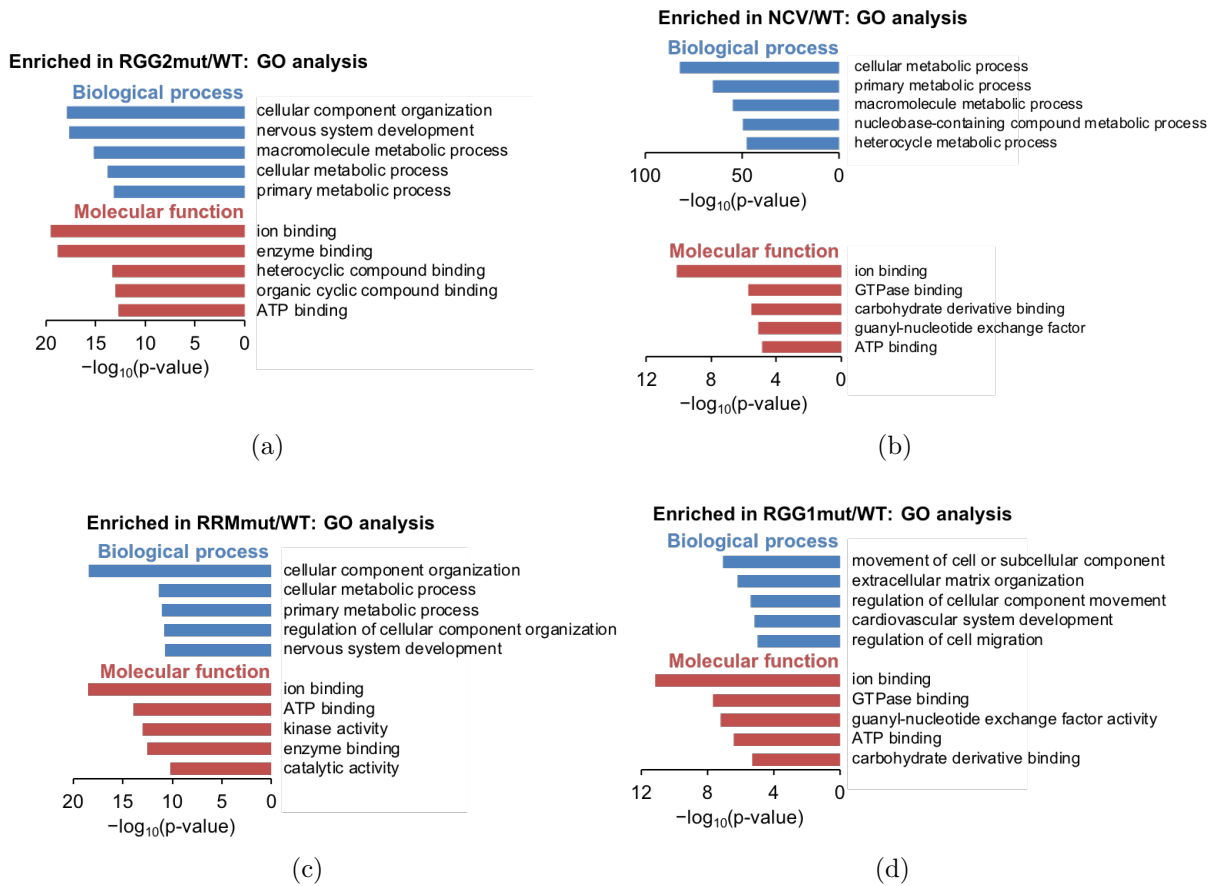 Enriched in RGG2mut/WT: GO analysis
Biological process
cellular component organization
nervous system development
macromolecule metabolic process
cellular metabolic process
primary metabolic process
Molecular function
ion binding
enzyme binding
heterocyclic compound binding
organic cyclic compound binding
ATP binding
20 15 10 5 0
−log10(p-value)
(a)
Enriched in NCV/WT: GO analysis
Biological process
cellular metabolic process
primary metabolic process
macromolecule metabolic process
nucleobase-containing compound metabolic process
heterocycle metabolic process
100 50 0
−log10(p-value)
Molecular function
ion binding
GTPase binding
carbohydrate derivative binding
guanyl-nucleotide exchange factor
ATP binding
12 8 4 0
−log10(p-value)
(b)
Enriched in RRMmut/WT: GO analysis
Biological process
cellular component organization
cellular metabolic process
primary metabolic process
regulation of cellular component organization
nervous system development
Molecular function
ion binding
ATP binding
kinase activity
enzyme binding
catalytic activity
20 15 10 5 0
−log10(p-value)
(c)
Enriched in RGG1mut/WT: GO analysis
Biological process
movement of cell or subcellular component
extracellular matrix organization
regulation of cellular component movement
cardiovascular system development
regulation of cell migration
Molecular function
ion binding
GTPase binding
guanyl-nucleotide exchange factor activity
ATP binding
carbohydrate derivative binding
12 8 4 0
−log10(p-value)
(d)